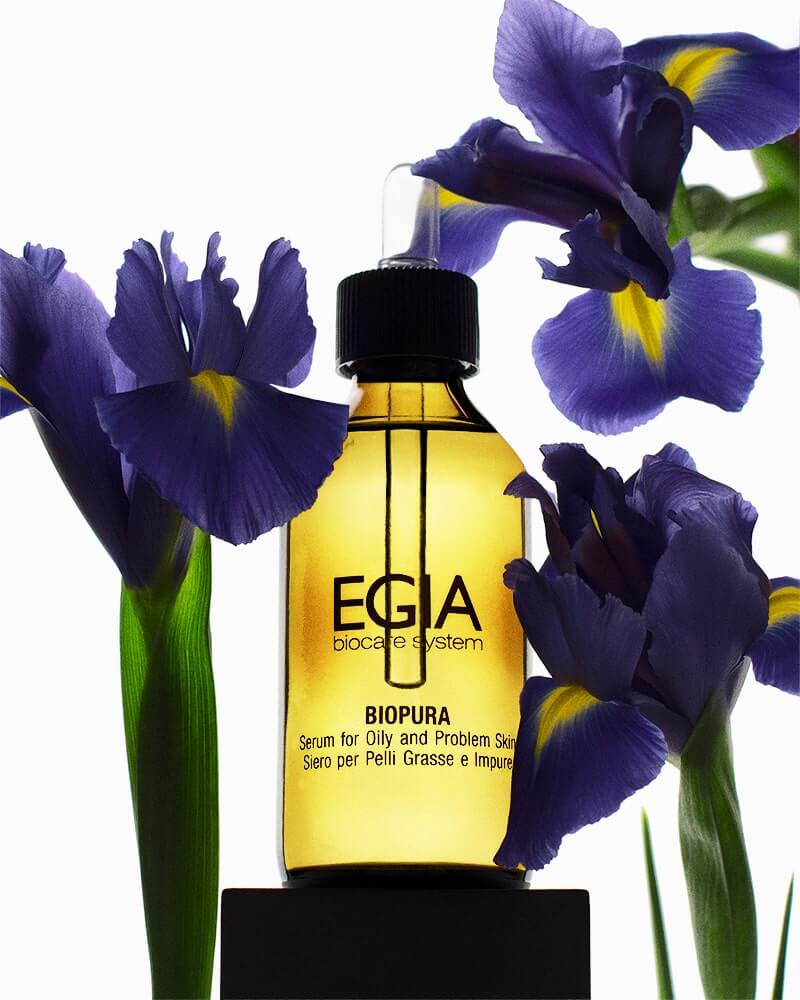 EGIA
biocare system
BIOPURA
Serum for Oily and Problem Skin
Siero per Pelli Grasse e Impure